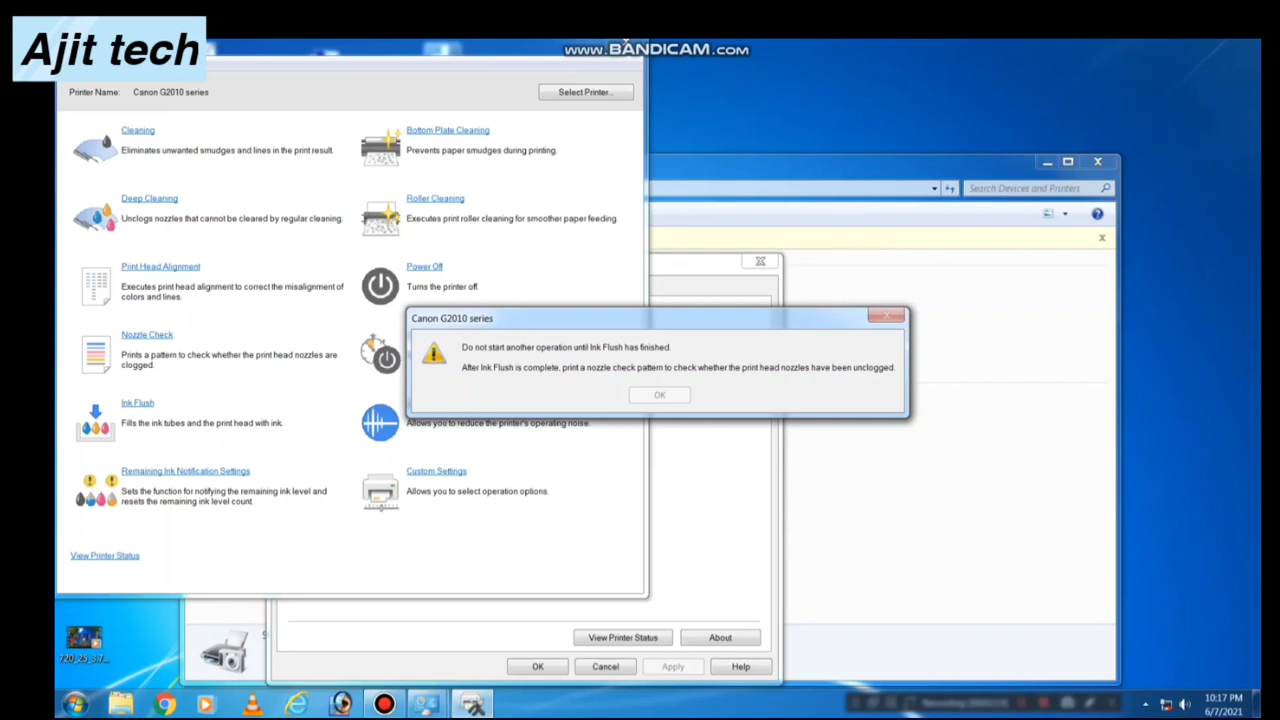 Ajit tech
www.BANDICAM.com
Printer Name: Canon G2010 series
Select Printer...
Cleaning
Eliminates unwanted smudges and lines in the print result.
Bottom Plate Cleaning
Prevents paper smudges during printing.
Search Devices and Printers
Deep Cleaning
Unclogs nozzles that cannot be cleared by regular cleaning.
Roller Cleaning
Executes print roller cleaning for smoother paper feeding.
Print Head Alignment
Executes print head alignment to correct the misalignment of
colors and lines.
Power Off
Turns the printer off.
Nozzle Check
Prints a pattern to check whether the print head nozzles are
clogged.
Canon G2010 series
Do not start another operation until Ink Flush has finished.
After Ink Flush is complete, print a nozzle check pattern to check whether the print head nozzles have been unclogged.
OK
Ink Flush
Fills the ink tubes and the print head with ink.
Allows you to reduce the printer's operating noise.
Remaining Ink Notification Settings
Sets the function for notifying the remaining ink level and
resets the remaining ink level count.
Custom Settings
Allows you to select operation options.
View Printer Status
View Printer Status
About
OK
Cancel
Apply
Help
10:17 PM
6/7/2021